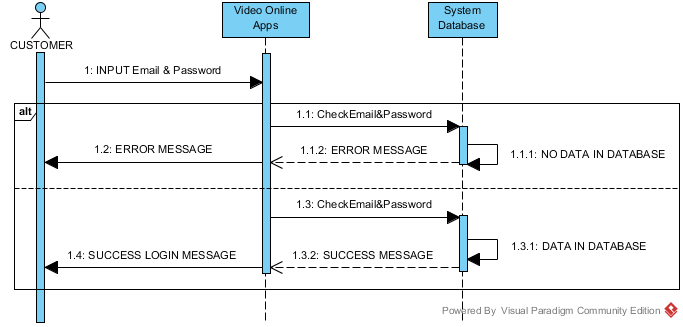 Video Online
Apps
System
Database
CUSTOMER
1: INPUT Email & Password
alt
1.1: CheckEmail&Password
1.2: ERROR MESSAGE
1.1.2: ERROR MESSAGE
1.1.1: NO DATA IN DATABASE
1.3: CheckEmail&Password
1.3.1: DATA IN DATABASE
1.4: SUCCESS LOGIN MESSAGE
1.3.2: SUCCESS MESSAGE
Powered By Visual Paradigm Community Edition